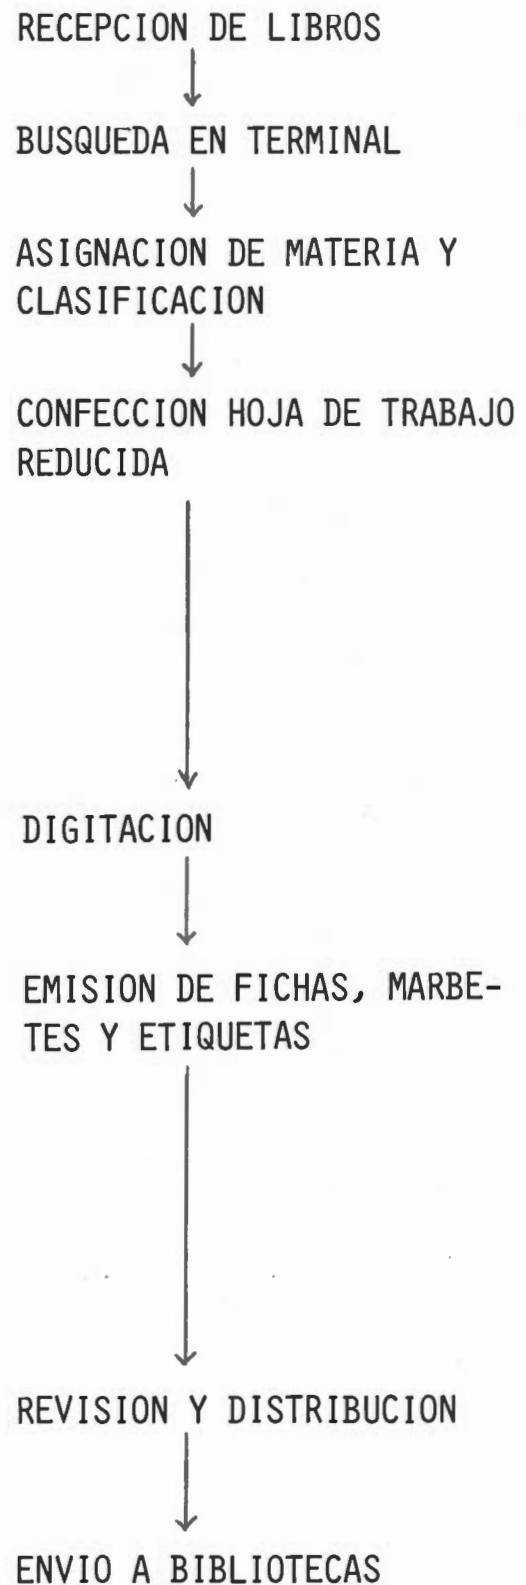 RECEPCION DE LIBROS
BUSQUEDA EN TERMINAL
ASIGNACION DE MATERIA Y
CLASIFICACION
CONFECCION HOJA DE TRABAJO
REDUCIDA
DIGITACION
EMISION DE FICHAS, MARBE-
TES Y ETIQUETAS
REVISION Y DISTRIBUCION
ENVIO A BIBLIOTECAS